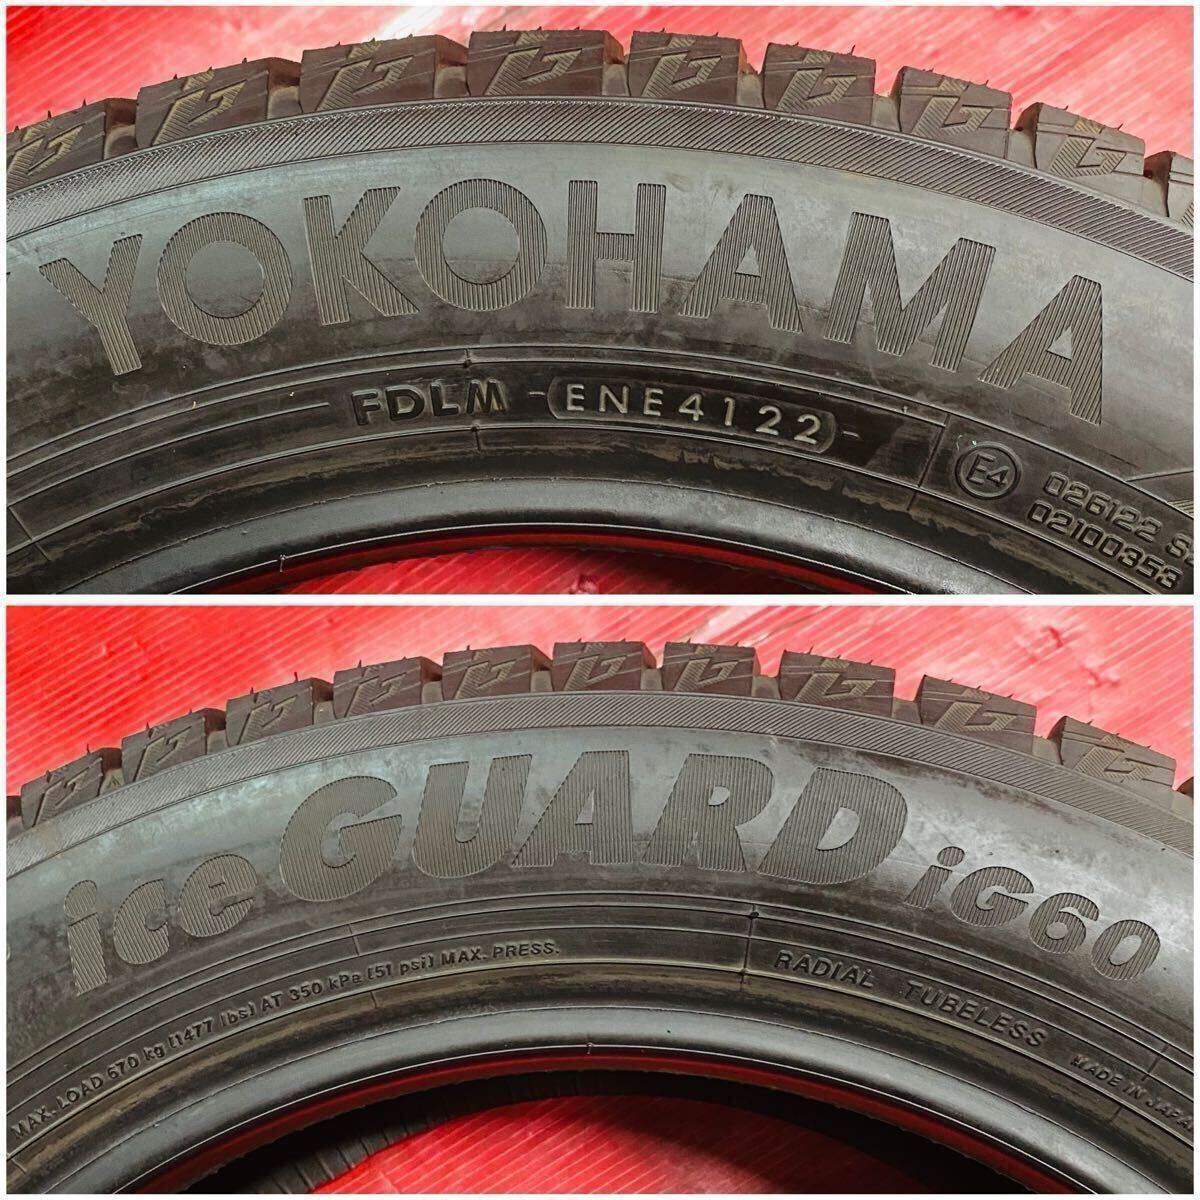 YOKOHAMA
FDLM - ENE4122 -
E4
026122 S
02100353
iceGUARD iG60
MAX. LOAD 670 kg (1477 lbs) AT 350 kPa (51 psi) MAX. PRESS.
RADIAL TUBELESS MADE IN JAPAN